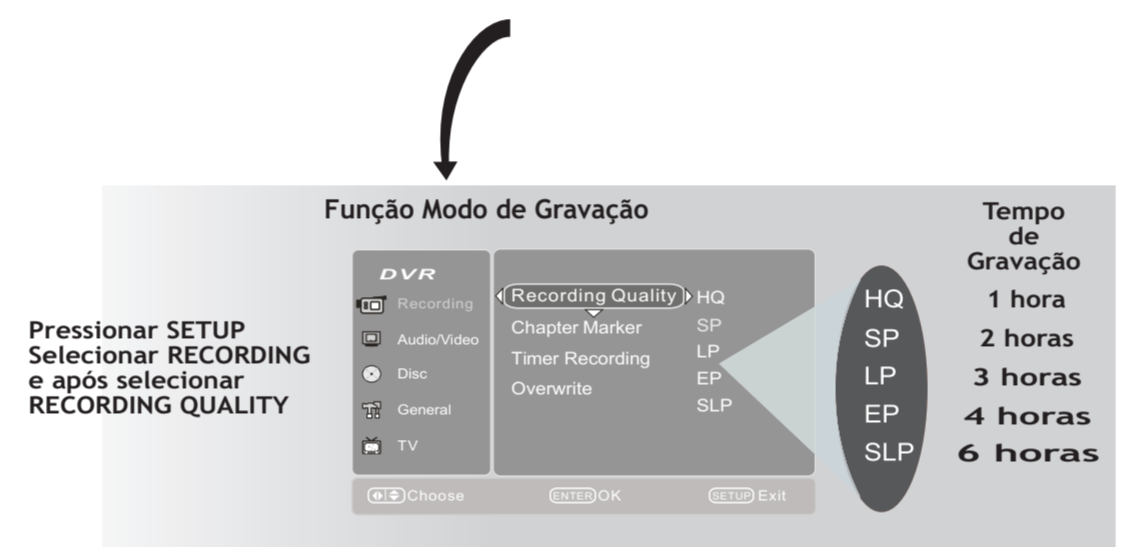 Função Modo de Gravação
Tempo
de
Gravação
Pressionar SETUP
Selecionar RECORDING
e após selecionar
RECORDING QUALITY
DVR
Recording
Audio/Video
Disc
General
TV
Recording Quality
Chapter Marker
Timer Recording
Overwrite
HQ
SP
LP
EP
SLP
Choose
ENTER OK
SETUP Exit
HQ 1 hora
SP 2 horas
LP 3 horas
EP 4 horas
SLP 6 horas